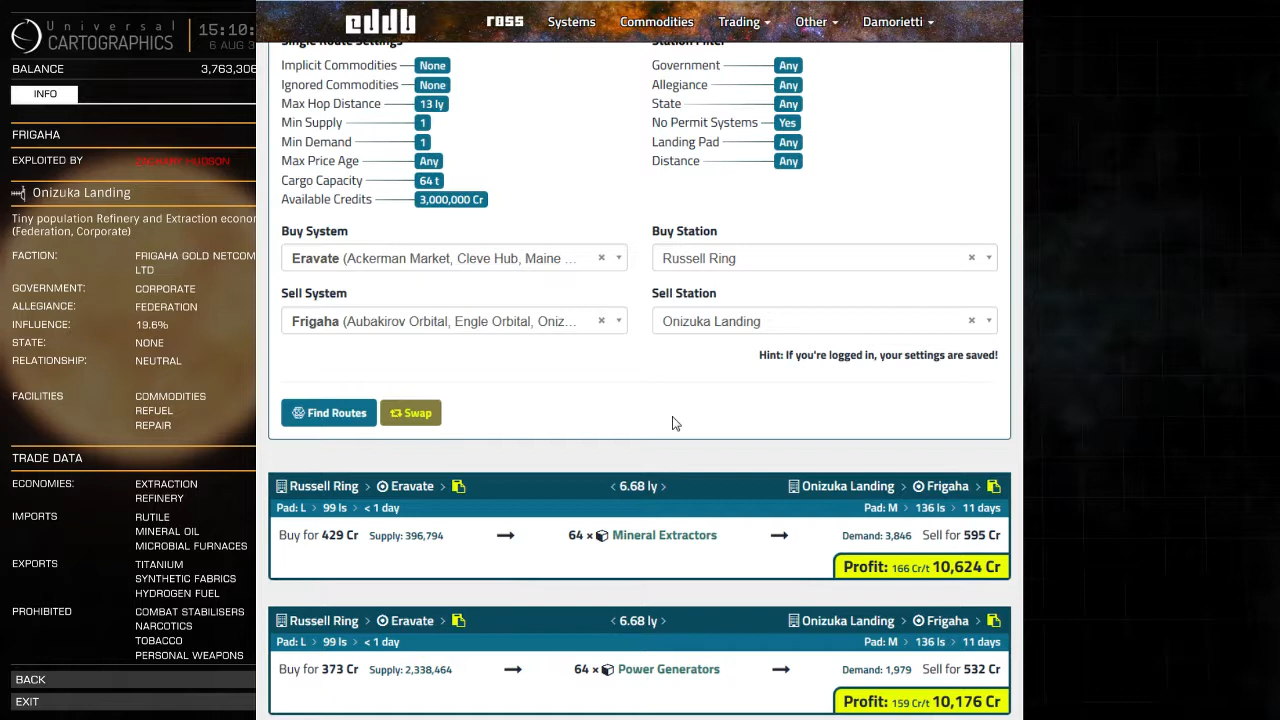 Universal
CARTOGRAPHICS
15:10:
6 AUG 3
BALANCE 3,763,306
INFO
FRIGAHA
EXPLOITED BY ZACHARY HUDSON
Onizuka Landing
Tiny population Refinery and Extraction econo
(Federation, Corporate)
FACTION: FRIGAHA GOLD NETCOM
LTD
GOVERNMENT: CORPORATE
ALLEGIANCE: FEDERATION
INFLUENCE: 19.6%
STATE: NONE
RELATIONSHIP: NEUTRAL
FACILITIES COMMODITIES
REFUEL
REPAIR
TRADE DATA
ECONOMIES: EXTRACTION
REFINERY
IMPORTS RUTILE
MINERAL OIL
MICROBIAL FURNACES
EXPORTS TITANIUM
SYNTHETIC FABRICS
HYDROGEN FUEL
PROHIBITED COMBAT STABILISERS
NARCOTICS
TOBACCO
PERSONAL WEAPONS
BACK
EXIT
eddb ross Systems Commodities Trading Other Damorietti
Single Route Settings
Implicit Commodities None
Ignored Commodities None
Max Hop Distance 13 ly
Min Supply 1
Min Demand 1
Max Price Age Any
Cargo Capacity 64 t
Available Credits 3,000,000 Cr
Station Filter
Government Any
Allegiance Any
State Any
No Permit Systems Yes
Landing Pad Any
Distance Any
Buy System Buy Station
Eravate (Ackerman Market, Cleve Hub, Maine ... × Russell Ring ×
Sell System Sell Station
Frigaha (Aubakirov Orbital, Engle Orbital, Oniz... × Onizuka Landing ×
Hint: If you're logged in, your settings are saved!
Find Routes Swap
Russell Ring > Eravate > < 6.68 ly > Onizuka Landing > Frigaha >
Pad: L > 99 ls > < 1 day Pad: M > 136 ls > 11 days
Buy for 429 Cr Supply: 396,794 64 × Mineral Extractors Demand: 3,846 Sell for 595 Cr
Profit: 166 Cr/t 10,624 Cr
Russell Ring > Eravate > < 6.68 ly > Onizuka Landing > Frigaha >
Pad: L > 99 ls > < 1 day Pad: M > 136 ls > 11 days
Buy for 373 Cr Supply: 2,338,464 64 × Power Generators Demand: 1,979 Sell for 532 Cr
Profit: 159 Cr/t 10,176 Cr